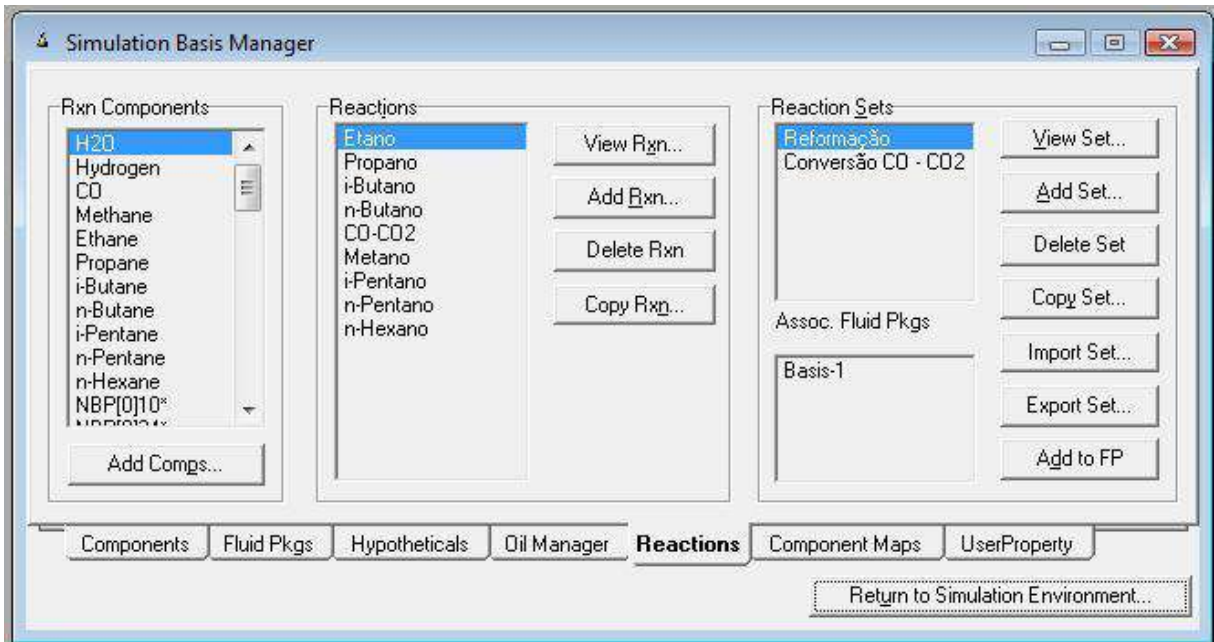 Simulation Basis Manager
Rxn Components
H2O
Hydrogen
CO
Methane
Ethane
Propane
i-Butane
n-Butane
i-Pentane
n-Pentane
n-Hexane
NBP[0]10*
Add Comps...
Reactions
Etano
Propano
i-Butano
n-Butano
CO-CO2
Metano
i-Pentano
n-Pentano
n-Hexano
View Rxn...
Add Rxn...
Delete Rxn
Copy Rxn...
Reaction Sets
Reformação
Conversão CO - CO2
Assoc. Fluid Pkgs
Basis-1
View Set...
Add Set...
Delete Set
Copy Set...
Import Set...
Export Set...
Add to FP
Components Fluid Pkgs Hypotheticals Oil Manager Reactions Component Maps UserProperty
Return to Simulation Environment...